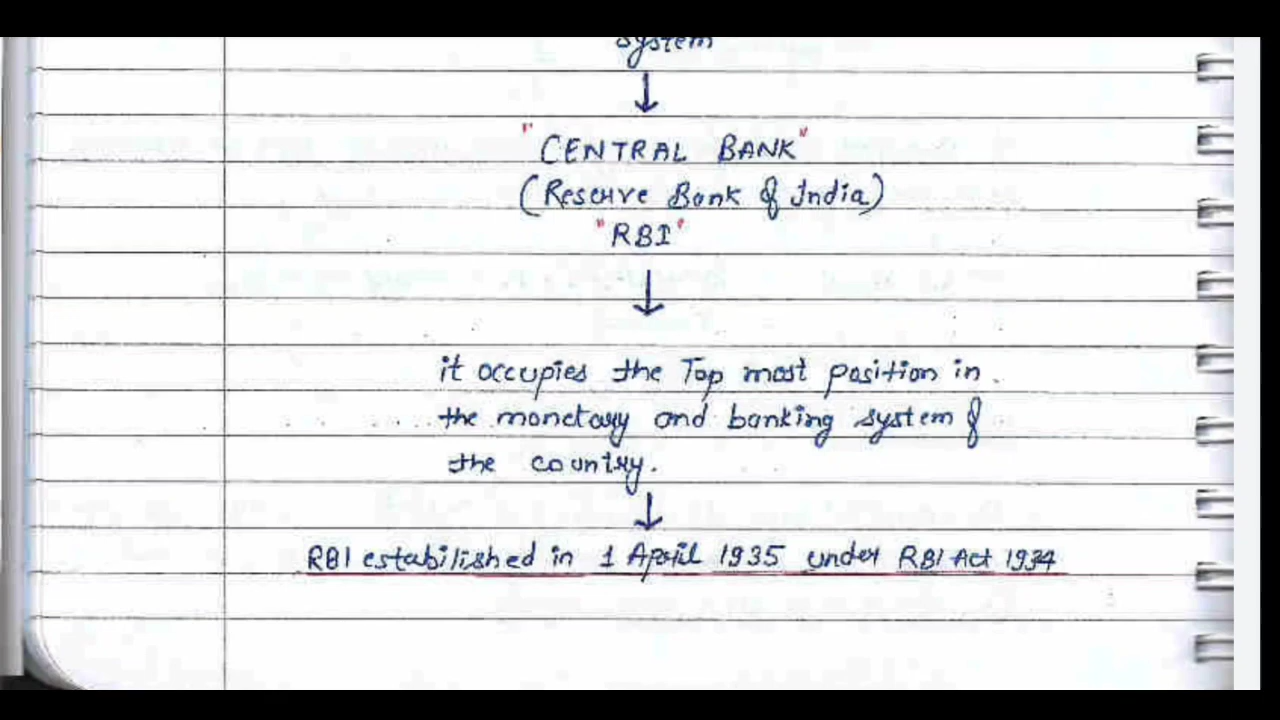 system
"CENTRAL BANK"
(Reserve Bank of India)
"RBI"
it occupies the Top most position in
the monetary and banking system of
the country.
RBI estabilished in 1 April 1935 under RBI Act 1934